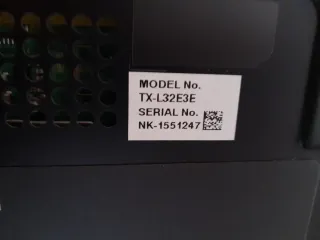 MODEL No.
TX-L32E3E
SERIAL No.
NK-1551247